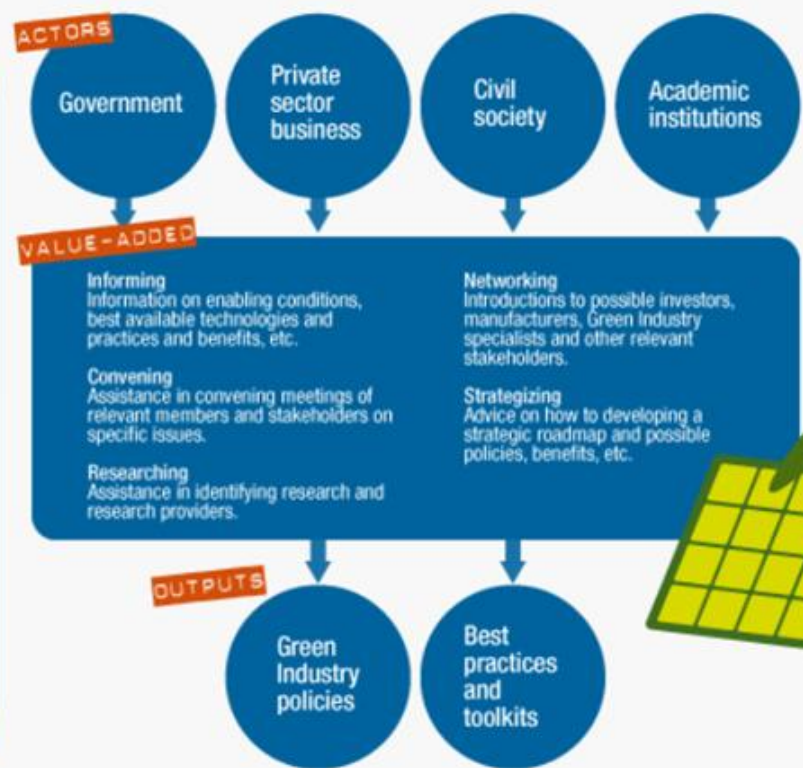 ACTORS
Government
Private
sector
business
Civil
society
Academic
institutions
VALUE-ADDED
Informing
Information on enabling conditions,
best available technologies and
practices and benefits, etc.
Convening
Assistance in convening meetings of
relevant members and stakeholders on
specific issues.
Researching
Assistance in identifying research and
research providers.
Networking
Introductions to possible investors,
manufacturers, Green Industry
specialists and other relevant
stakeholders.
Strategizing
Advice on how to developing a
strategic roadmap and possible
policies, benefits, etc.
OUTPUTS
Green
Industry
policies
Best
practices
and
toolkits